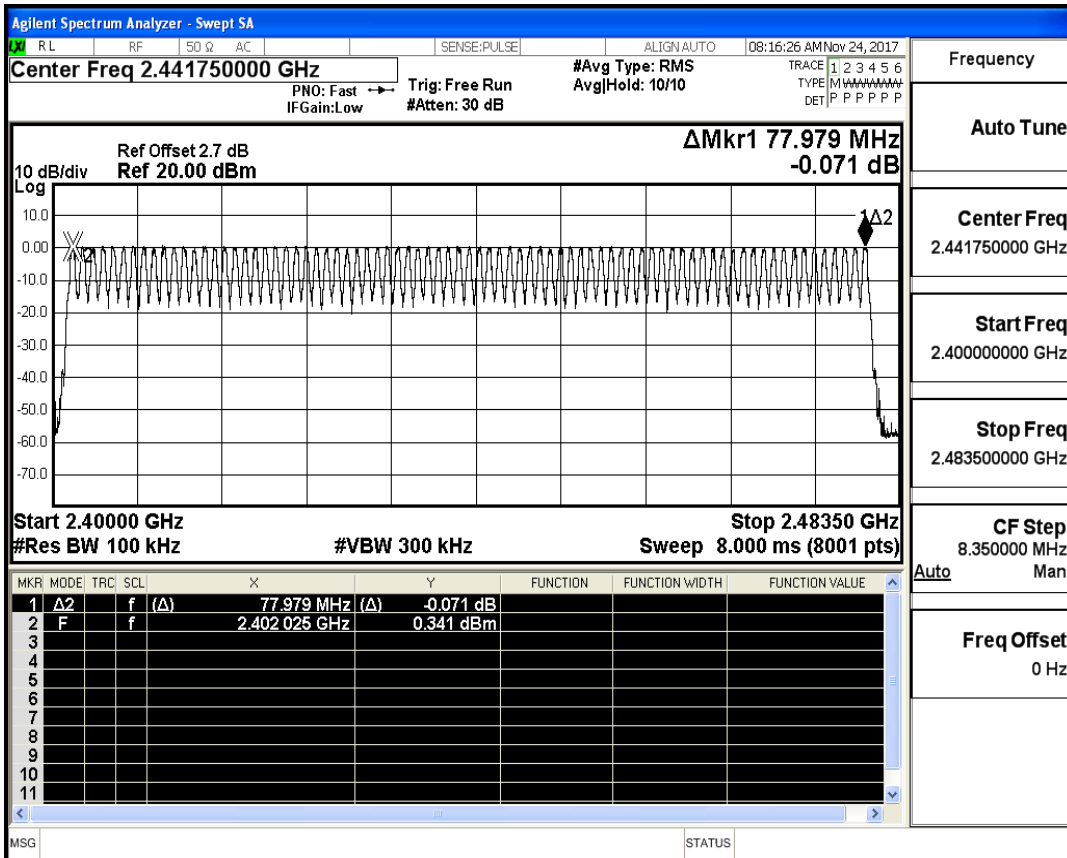 Agilent Spectrum Analyzer - Swept SA
LXI RL RF 50 Ω AC SENSE:PULSE ALIGN AUTO 08:16:26 AM Nov 24, 2017
Center Freq 2.441750000 GHz
PNO: Fast
IFGain:Low
Trig: Free Run
#Atten: 30 dB
#Avg Type: RMS
Avg|Hold: 10/10
TRACE 1 2 3 4 5 6
TYPE M WWWWW
DET P P P P P P
ΔMkr1 77.979 MHz
-0.071 dB
Ref Offset 2.7 dB
10 dB/div Ref 20.00 dBm
Log
1Δ2
10.0
0.00
2
-10.0
-20.0
-30.0
-40.0
-50.0
-60.0
-70.0
Start 2.40000 GHz Stop 2.48350 GHz
#Res BW 100 kHz #VBW 300 kHz Sweep 8.000 ms (8001 pts)
MKR MODE TRC SCL X Y FUNCTION FUNCTION WIDTH FUNCTION VALUE
1 Δ2 f (Δ) 77.979 MHz (Δ) -0.071 dB
2 F f 2.402 025 GHz 0.341 dBm
3
4
5
6
7
8
9
10
11
MSG STATUS
Frequency
Auto Tune
Center Freq
2.441750000 GHz
Start Freq
2.400000000 GHz
Stop Freq
2.483500000 GHz
CF Step
8.350000 MHz
Auto Man
Freq Offset
0 Hz